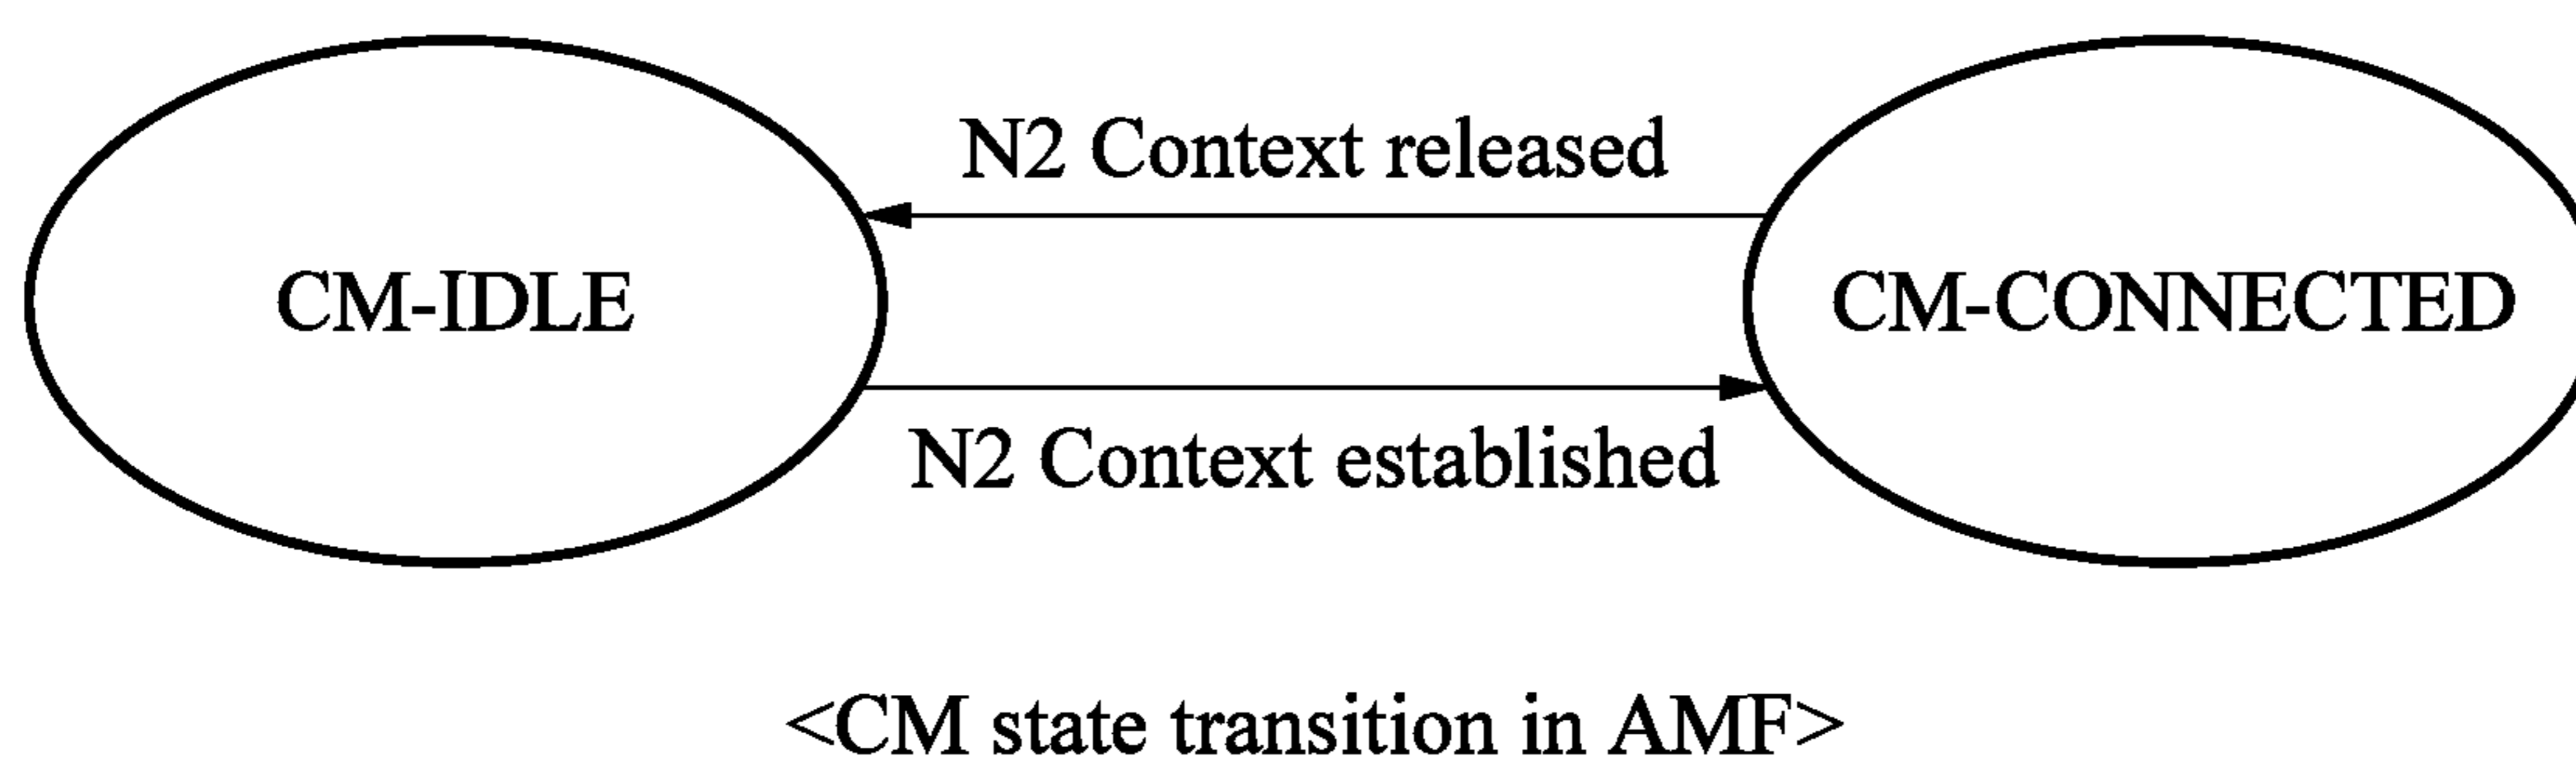 N2 Context released
CM-IDLE
CM-CONNECTED
N2 Context established
<CM state transition in AMF>